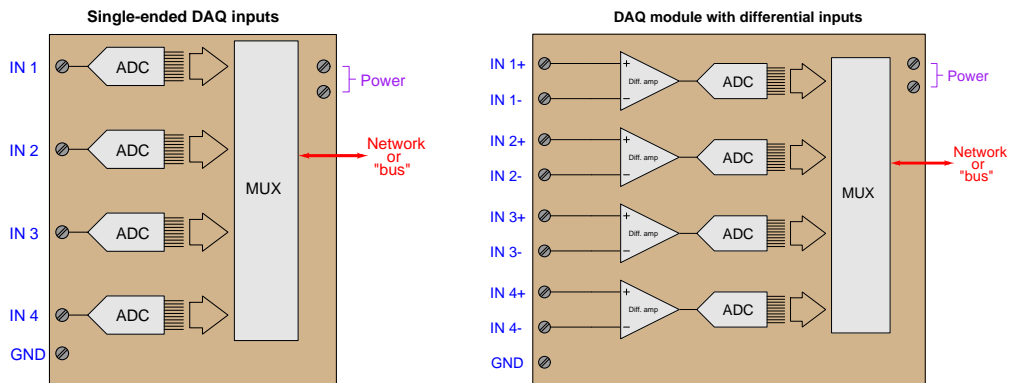 Single-ended DAQ inputs
IN 1
ADC
Power
IN 2
ADC
Network
or
"bus"
MUX
IN 3
ADC
IN 4
ADC
GND
DAQ module with differential inputs
IN 1+
+
Diff. amp
ADC
Power
IN 1-
−
IN 2+
+
Diff. amp
ADC
Network
or
"bus"
IN 2-
−
MUX
IN 3+
+
Diff. amp
ADC
IN 3-
−
IN 4+
+
Diff. amp
ADC
IN 4-
−
GND